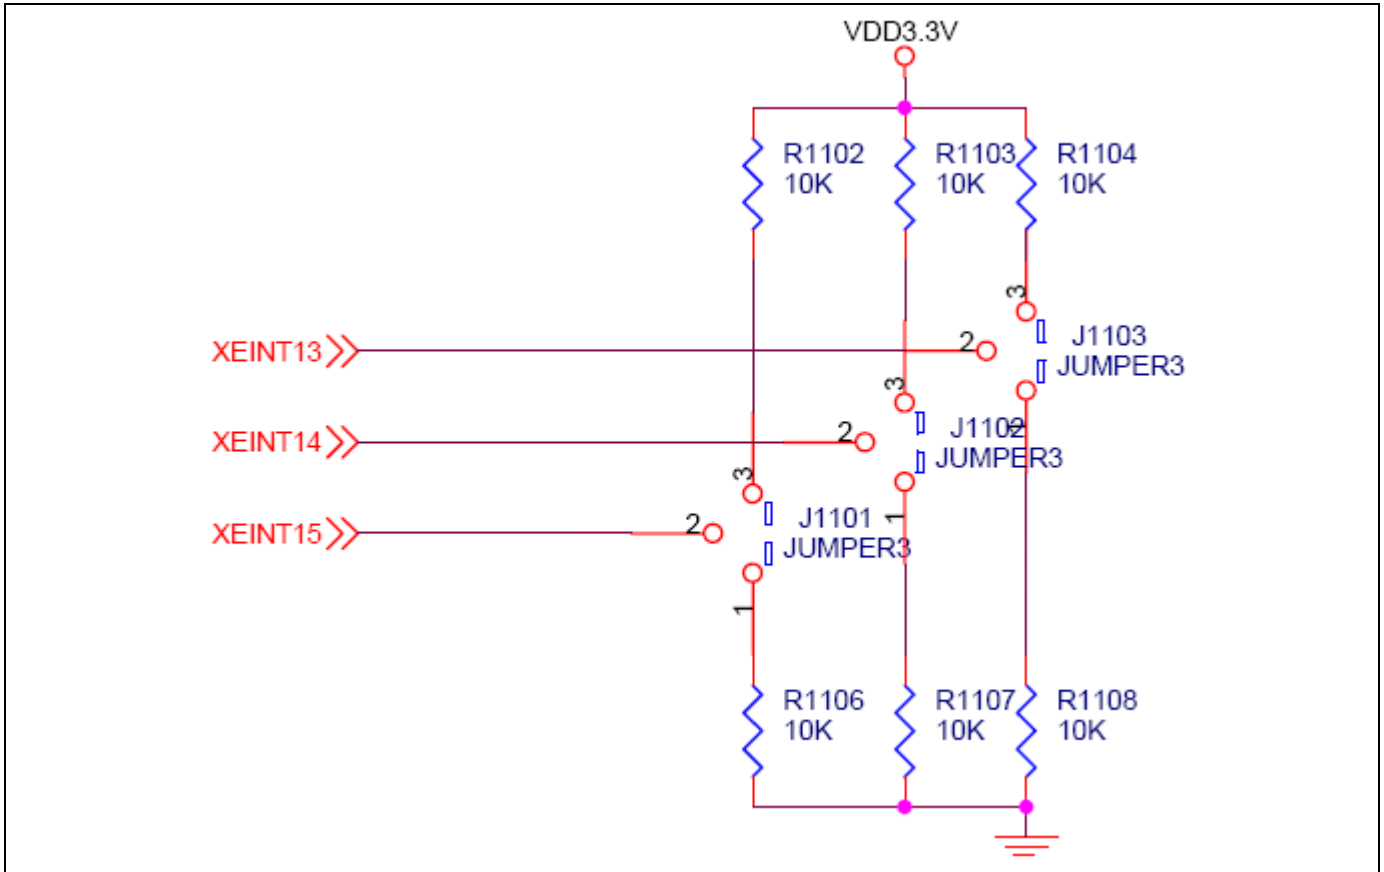 VDD3.3V
R1102
10K
R1103
10K
R1104
10K
3
XEINT13
2
J1103
JUMPER3
1
3
XEINT14
2
J1102
JUMPER3
1
3
XEINT15
2
J1101
JUMPER3
1
R1106
10K
R1107
10K
R1108
10K